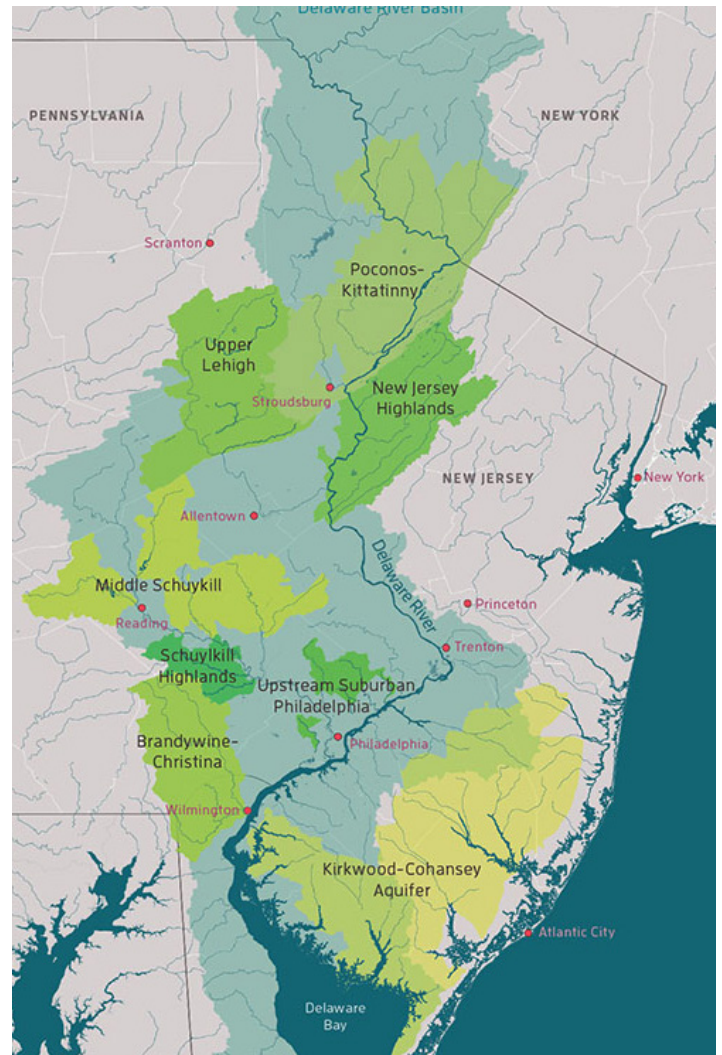 Delaware River Basin
PENNSYLVANIA
NEW YORK
Scranton
Poconos-
Kittatinny
Upper
Lehigh
Stroudsburg
New Jersey
Highlands
NEW JERSEY
New York
Allentown
Delaware River
Middle Schuykill
Princeton
Reading
Trenton
Schuylkill
Highlands
Upstream Suburban
Philadelphia
Philadelphia
Brandywine-
Christina
Wilmington
Kirkwood-Cohansey
Aquifer
Atlantic City
Delaware
Bay